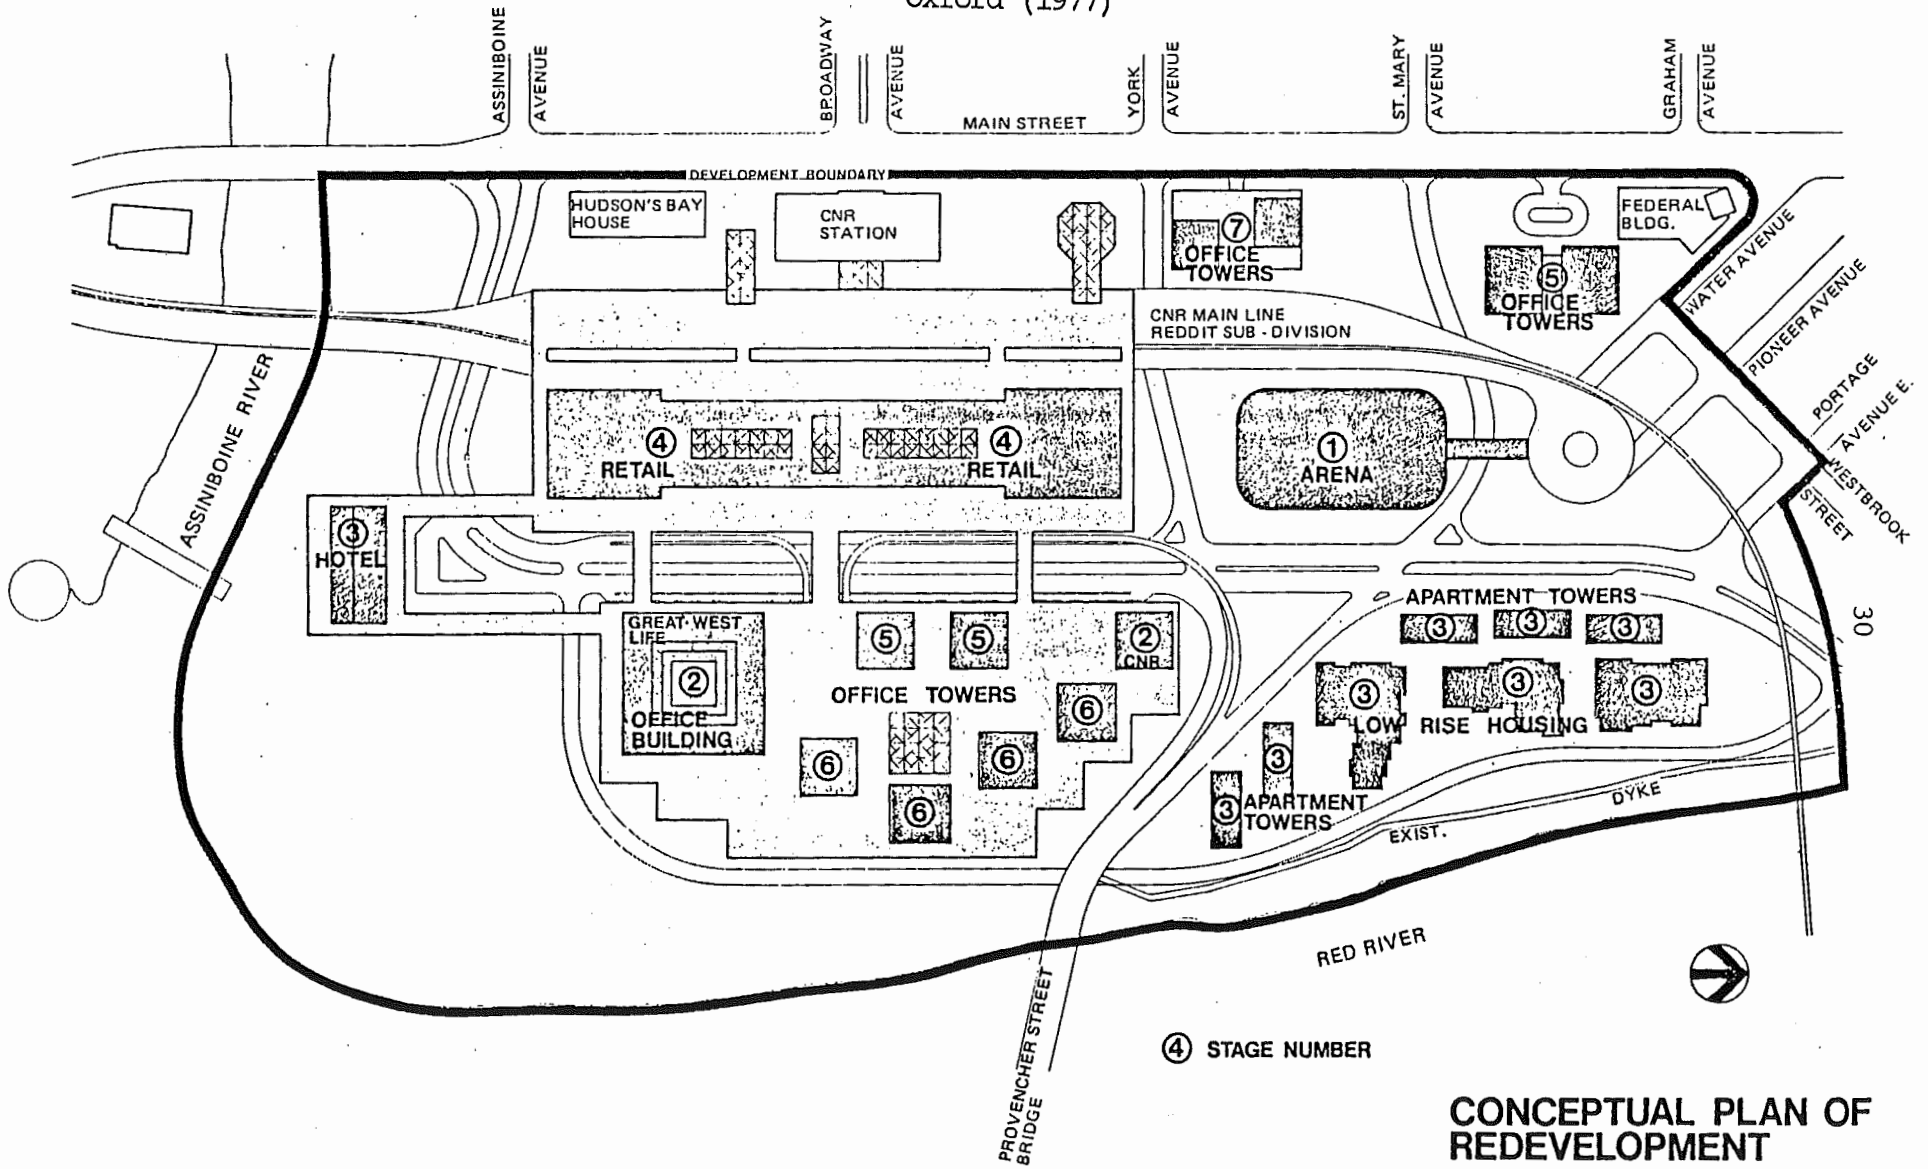 Oxford (1977)
ASSINIBOINE
AVENUE
BROADWAY
AVENUE
YORK
AVENUE
ST. MARY
AVENUE
GRAHAM
AVENUE
MAIN STREET
DEVELOPMENT BOUNDARY
HUDSON'S BAY
HOUSE
CNR
STATION
7
OFFICE
TOWERS
5
OFFICE
TOWERS
FEDERAL
BLDG.
WATER AVENUE
PIONEER AVENUE
PORTAGE
AVENUE E.
WESTBROOK
STREET
CNR MAIN LINE
REDDIT SUB-DIVISION
ASSINIBOINE RIVER
4
RETAIL
4
RETAIL
1
ARENA
3
HOTEL
GREAT-WEST
LIFE
2
OFFICE
BUILDING
5
5
2
CNR
OFFICE TOWERS
6
6
6
6
APARTMENT TOWERS
3
3
3
3
3
3
LOW RISE HOUSING
3
3
APARTMENT
TOWERS
30
EXIST.
DYKE
RED RIVER
PROVENCHER STREET
BRIDGE
4 STAGE NUMBER
CONCEPTUAL PLAN OF
REDEVELOPMENT